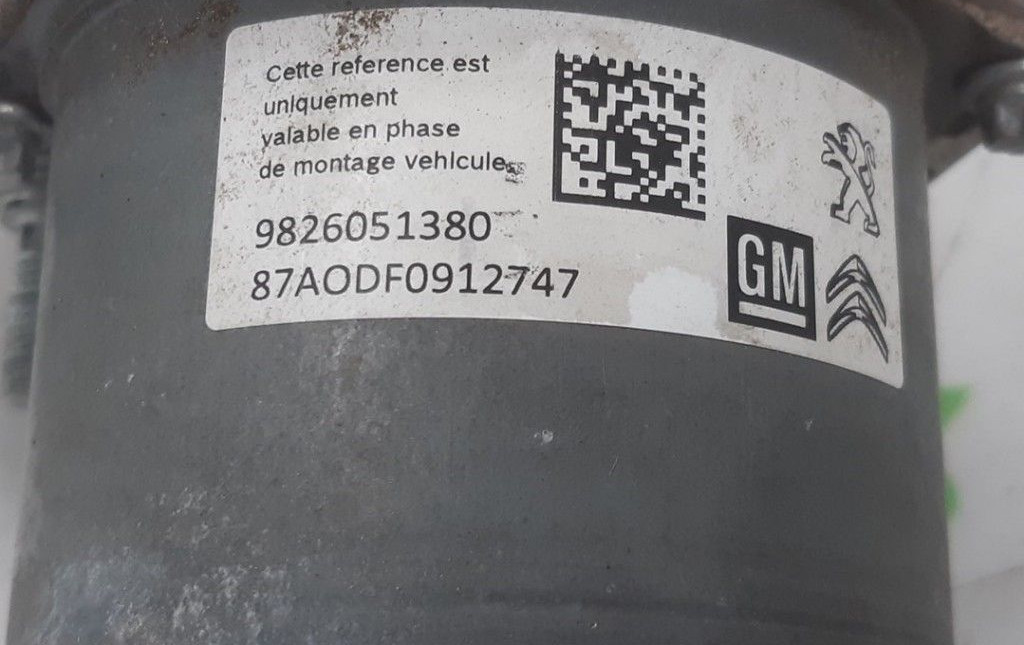 Cette reference est
uniquement
valable en phase
de montage vehicule.
9826051380
87AODF0912747
GM